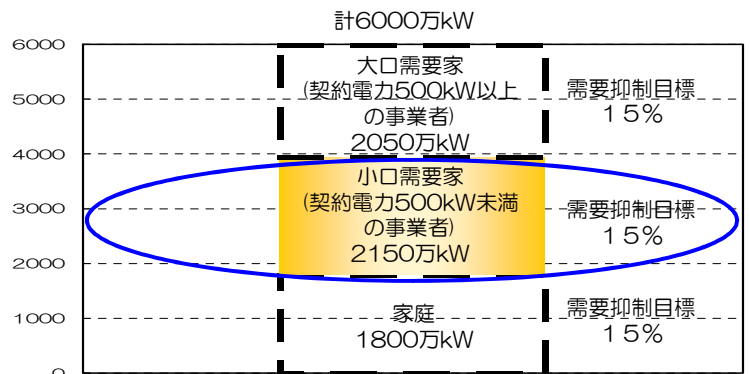 計6000万kW
6000
5000
4000
3000
2000
1000
0
大口需要家
(契約電力500kW以上
の事業者)
2050万kW
需要抑制目標
15%
小口需要家
(契約電力500kW未満
の事業者)
2150万kW
需要抑制目標
15%
家庭
1800万kW
需要抑制目標
15%